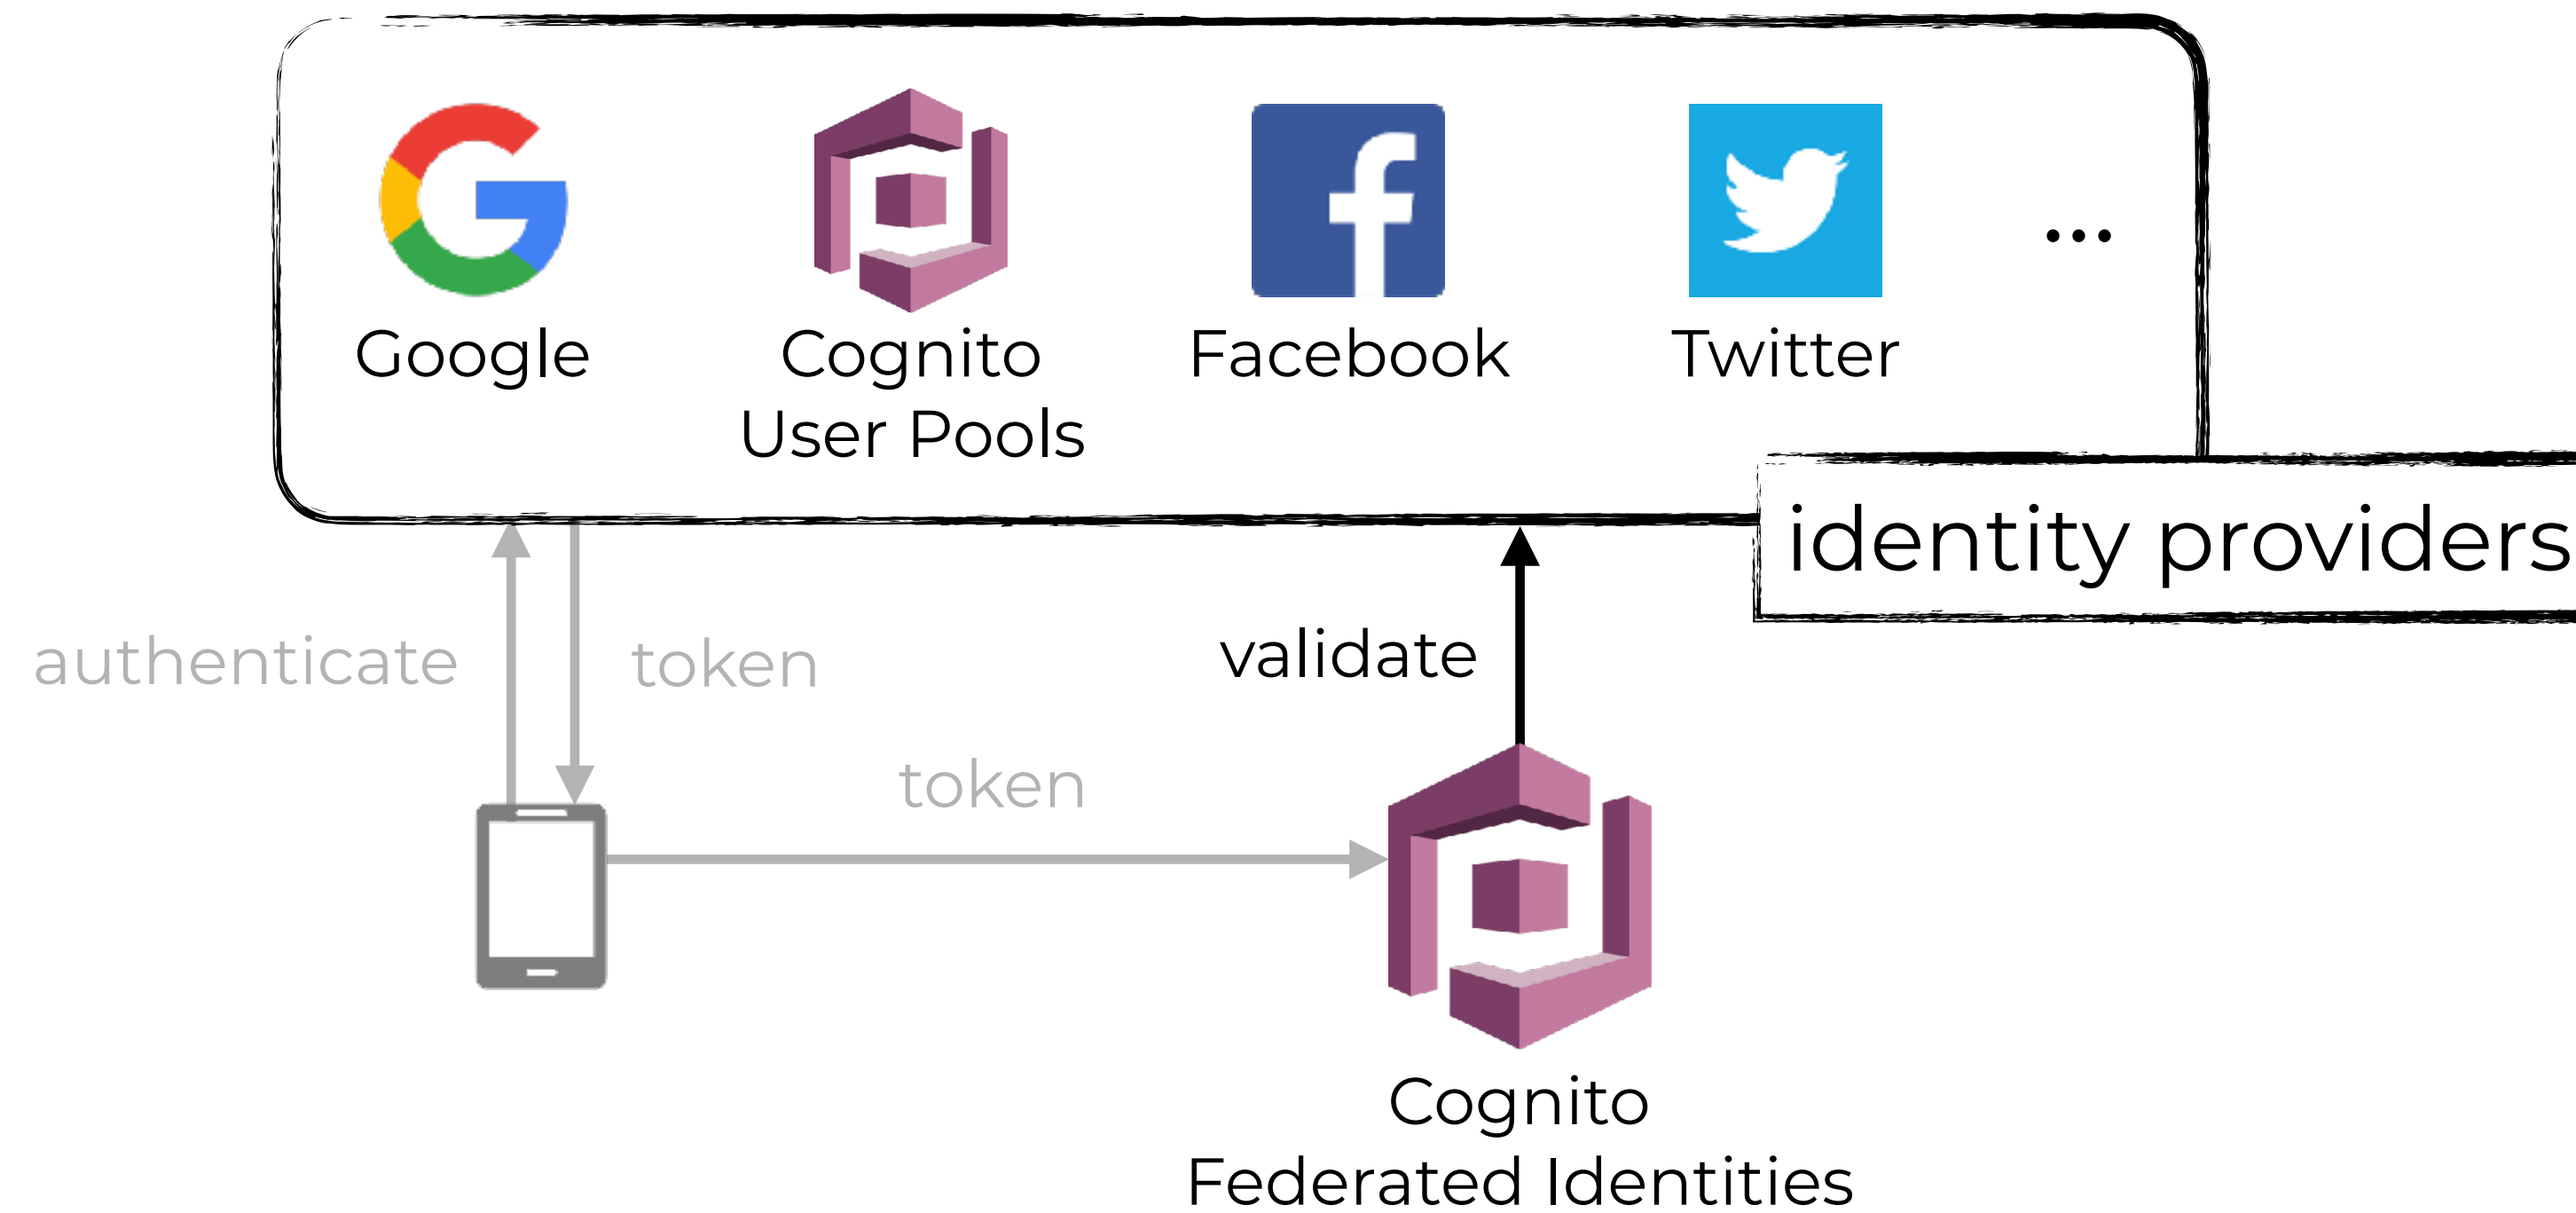 Google
Cognito
User Pools
Facebook
Twitter
...
identity providers
authenticate
token
validate
token
Cognito
Federated Identities